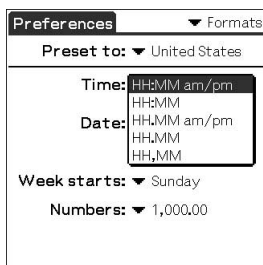 Preferences ▼ Formats
Preset to: ▼ United States
Time: HH:MM am/pm
HH:MM
Date: HH.MM am/pm
HH.MM
HH,MM
Week starts: ▼ Sunday
Numbers: ▼ 1,000.00